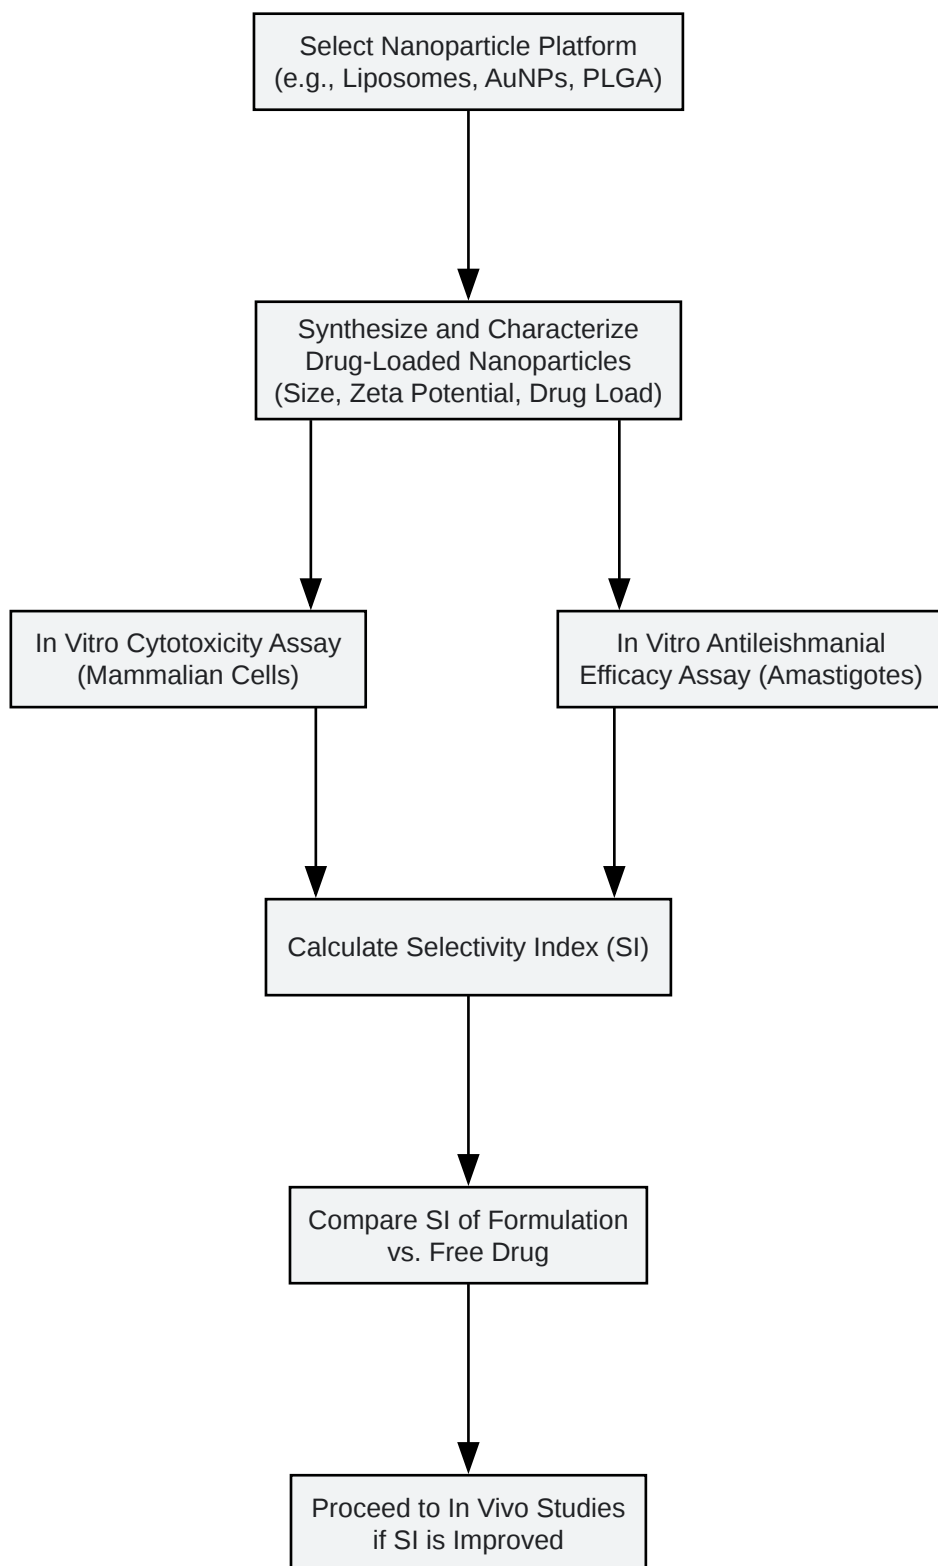 Select Nanoparticle Platform
(e.g., Liposomes, AuNPs, PLGA)
Synthesize and Characterize
Drug-Loaded Nanoparticles
(Size, Zeta Potential, Drug Load)
In Vitro Cytotoxicity Assay
(Mammalian Cells)
In Vitro Antileishmanial
Efficacy Assay (Amastigotes)
Calculate Selectivity Index (SI)
Compare SI of Formulation
vs. Free Drug
Proceed to In Vivo Studies
if SI is Improved